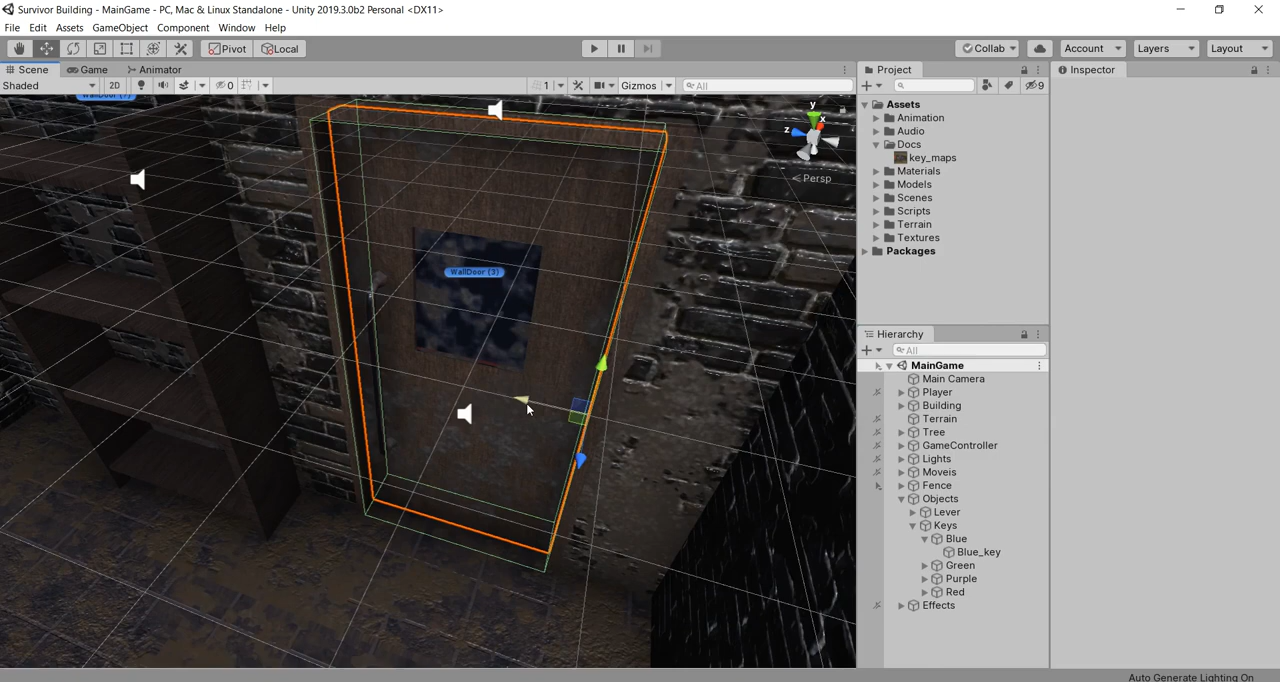 Survivor Building - MainGame - PC, Mac & Linux Standalone - Unity 2019.3.0b2 Personal <DX11>
File Edit Assets GameObject Component Window Help
Pivot Local Collab Account Layers Layout
Scene Game Animator
Shaded 2D 0 1 Gizmos All
y
x
z
Persp
WallDoor (3)
Project
9
Assets
Animation
Audio
Docs
key_maps
Materials
Models
Scenes
Scripts
Terrain
Textures
Packages
Hierarchy
All
MainGame
Main Camera
Player
Building
Terrain
Tree
GameController
Lights
Moveis
Fence
Objects
Lever
Keys
Blue
Blue_key
Green
Purple
Red
Effects
Inspector
Auto Generate Lighting On